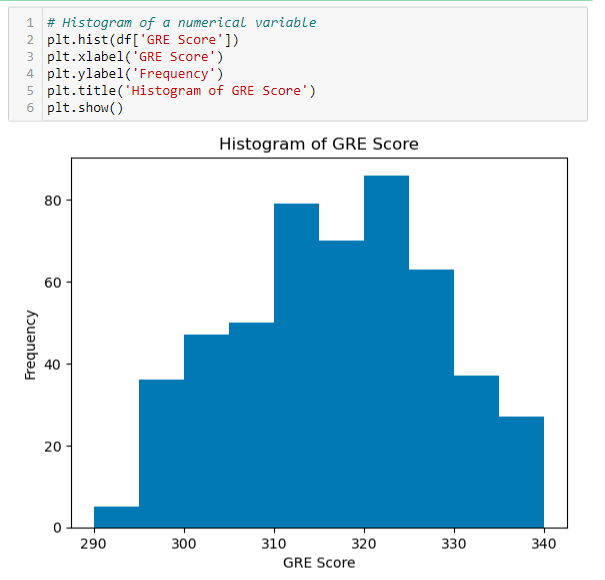 1 # Histogram of a numerical variable
2 plt.hist(df['GRE Score'])
3 plt.xlabel('GRE Score')
4 plt.ylabel('Frequency')
5 plt.title('Histogram of GRE Score')
6 plt.show()
Histogram of GRE Score
Frequency
80
60
40
20
0
290 300 310 320 330 340
GRE Score